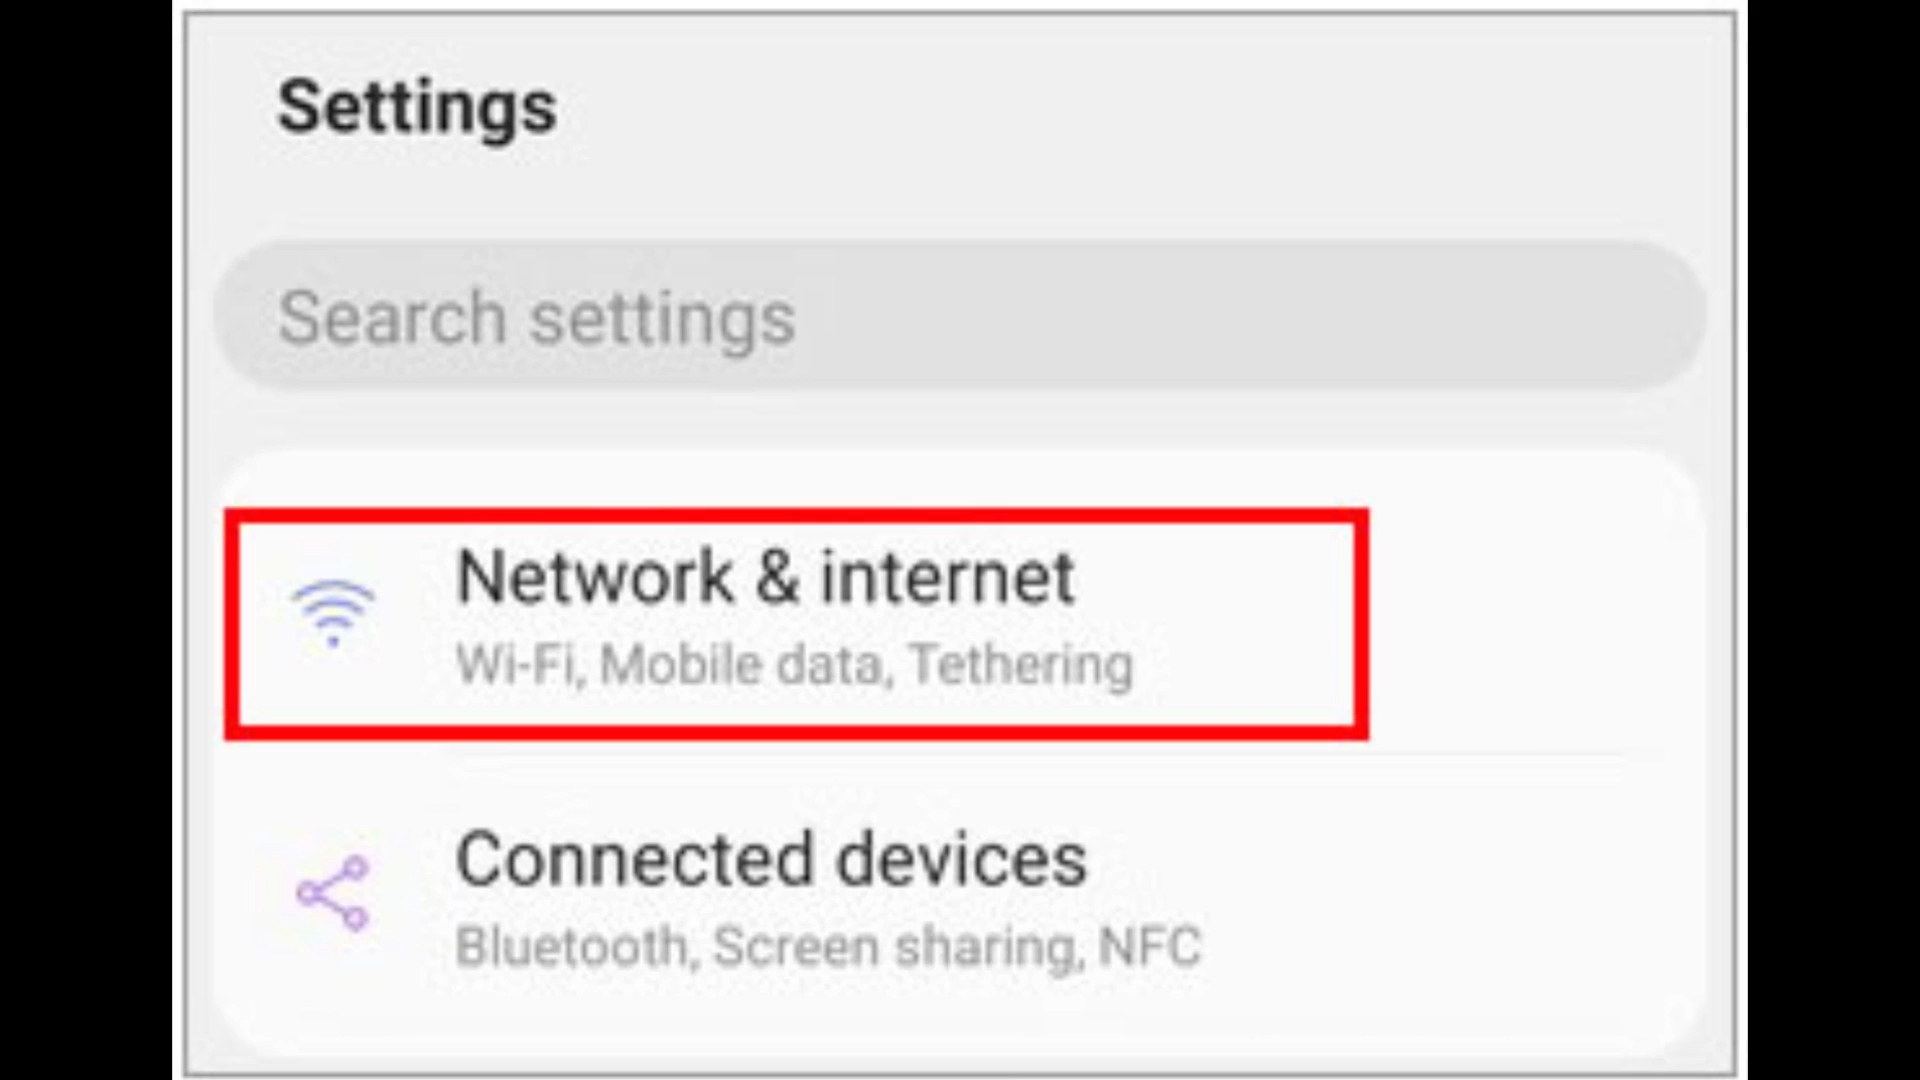 Settings
Search settings
Network & internet
Wi-Fi, Mobile data, Tethering
Connected devices
Bluetooth, Screen sharing, NFC